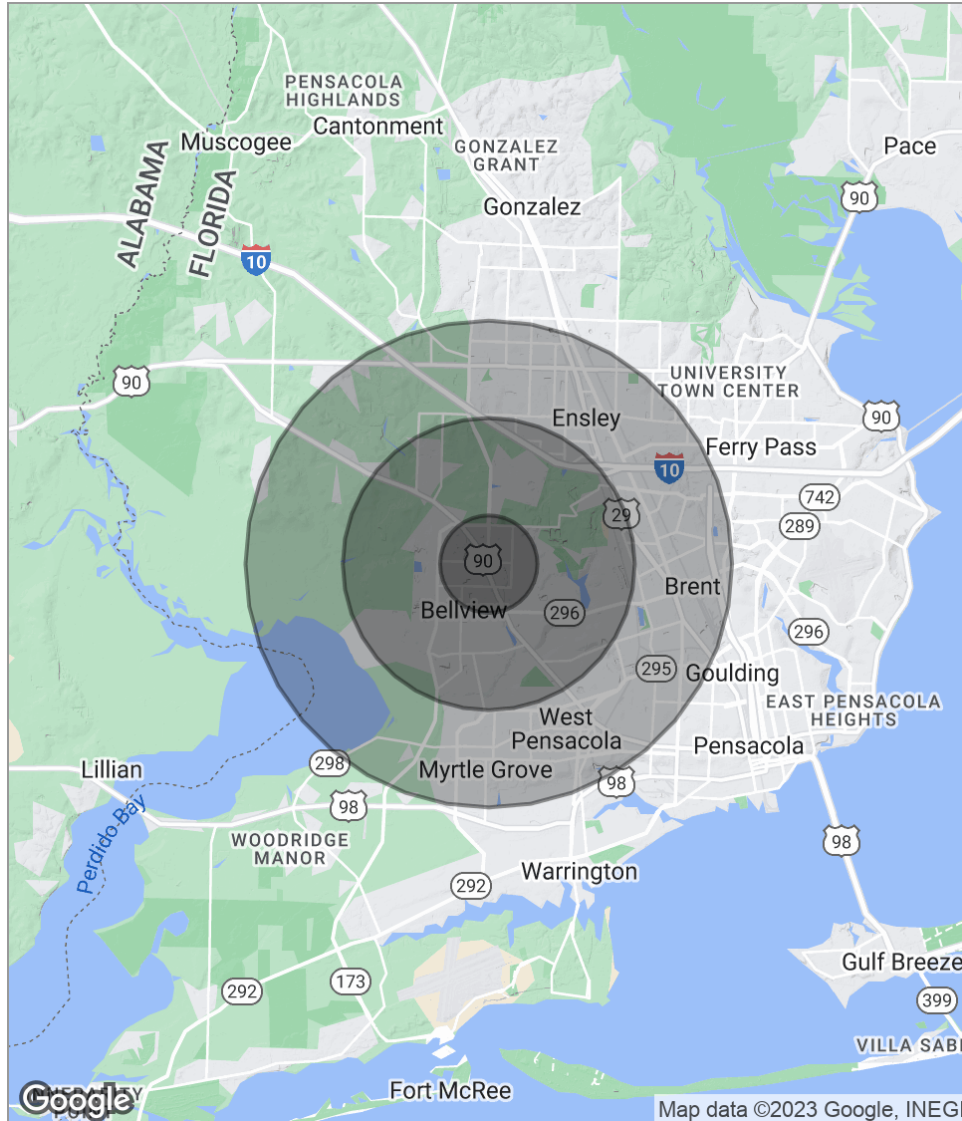 PENSACOLA
HIGHLANDS
Cantonment
Muscogee
GONZALEZ
GRANT
Pace
ALABAMA
FLORIDA
Gonzalez
90
10
90
UNIVERSITY
TOWN CENTER
Ensley
90
Ferry Pass
10
742
29
289
90
Brent
Bellview
296
296
295
Goulding
EAST PENSACOLA
HEIGHTS
West
Pensacola
Pensacola
298
Lillian
Myrtle Grove
98
98
Perdido Bay
WOODRIDGE
MANOR
98
Warrington
292
Gulf Breeze
173
292
399
VILLA SAB
Fort McRee
Google
Map data ©2023 Google, INEGI